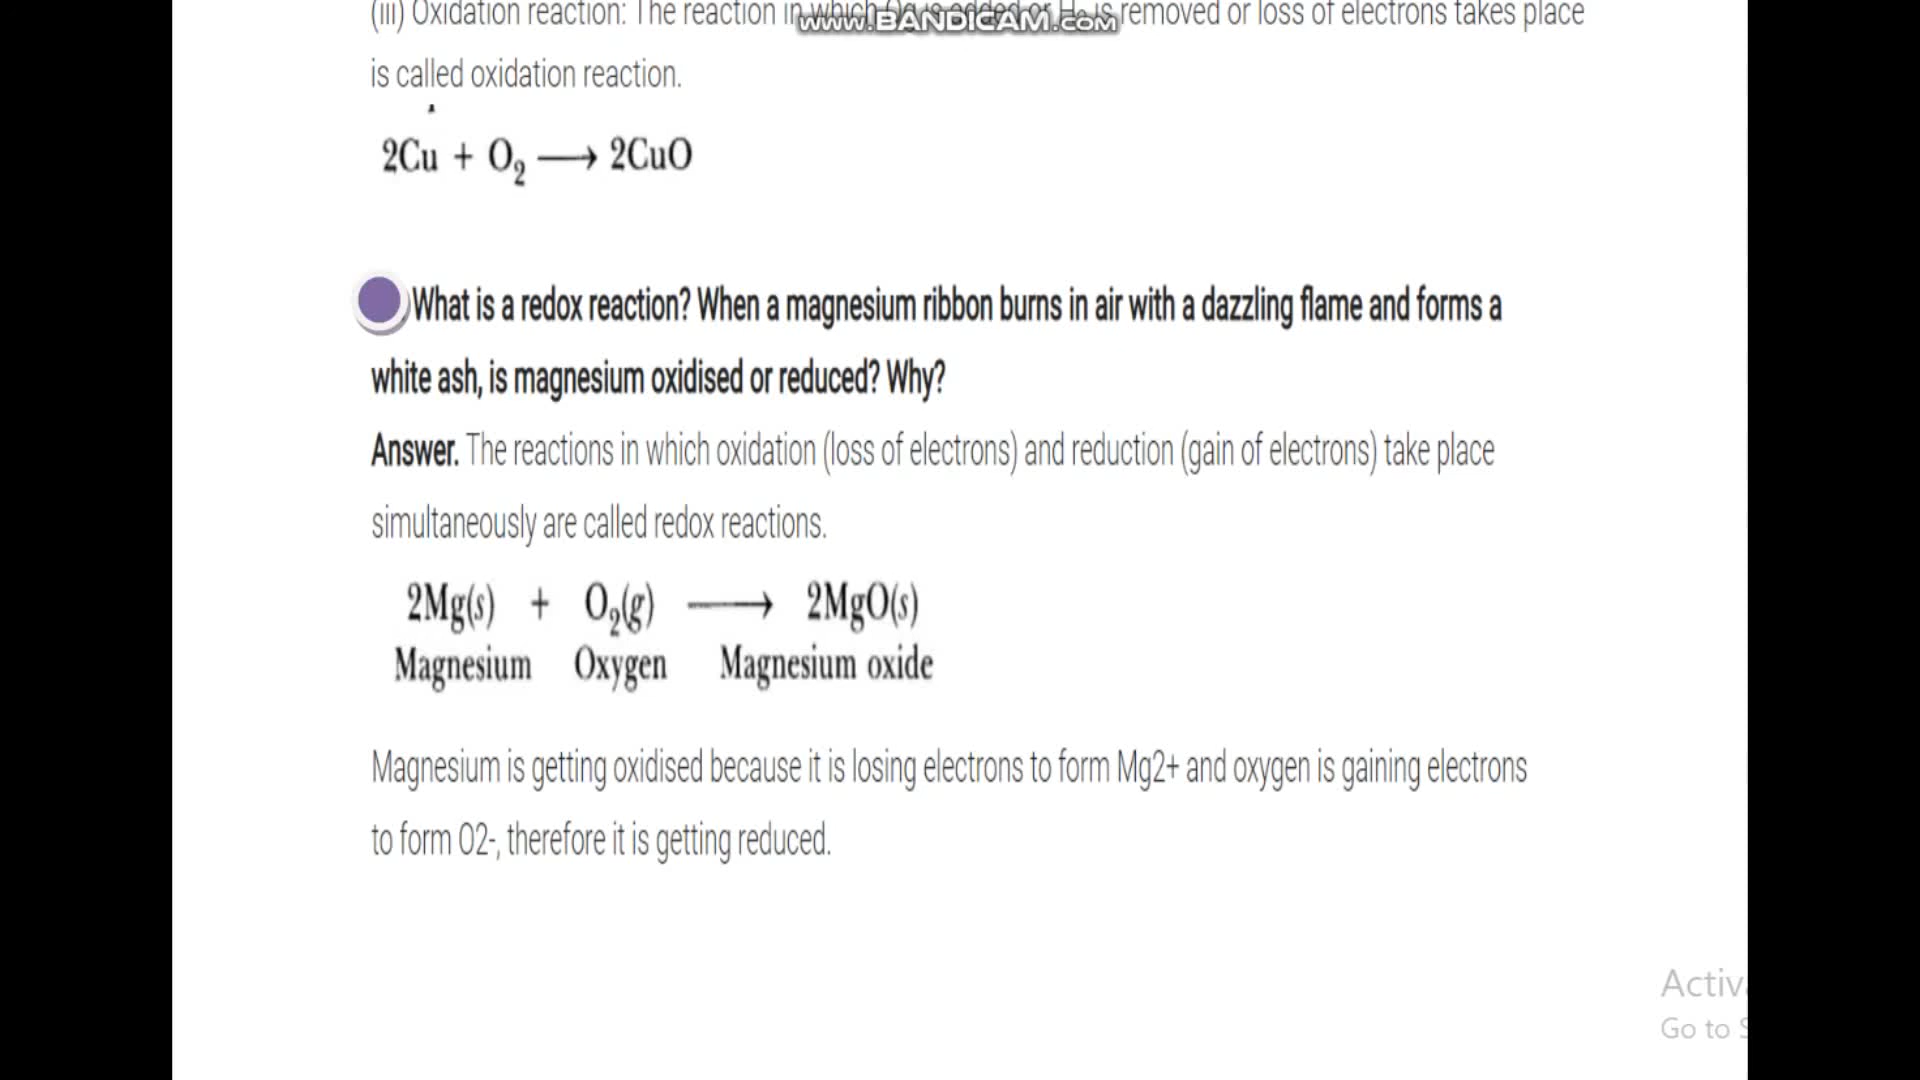 (iii) Oxidation reaction: The reaction in which O₂ is added or H₂ is removed or loss of electrons takes place
www.BANDICAM.com
is called oxidation reaction.
2Cu + O₂ ⟶ 2CuO
What is a redox reaction? When a magnesium ribbon burns in air with a dazzling flame and forms a
white ash, is magnesium oxidised or reduced? Why?
Answer. The reactions in which oxidation (loss of electrons) and reduction (gain of electrons) take place
simultaneously are called redox reactions.
2Mg(s) + O₂(g) ⟶ 2MgO(s)
Magnesium Oxygen Magnesium oxide
Magnesium is getting oxidised because it is losing electrons to form Mg2+ and oxygen is gaining electrons
to form O2-, therefore it is getting reduced.
Activ
Go to S